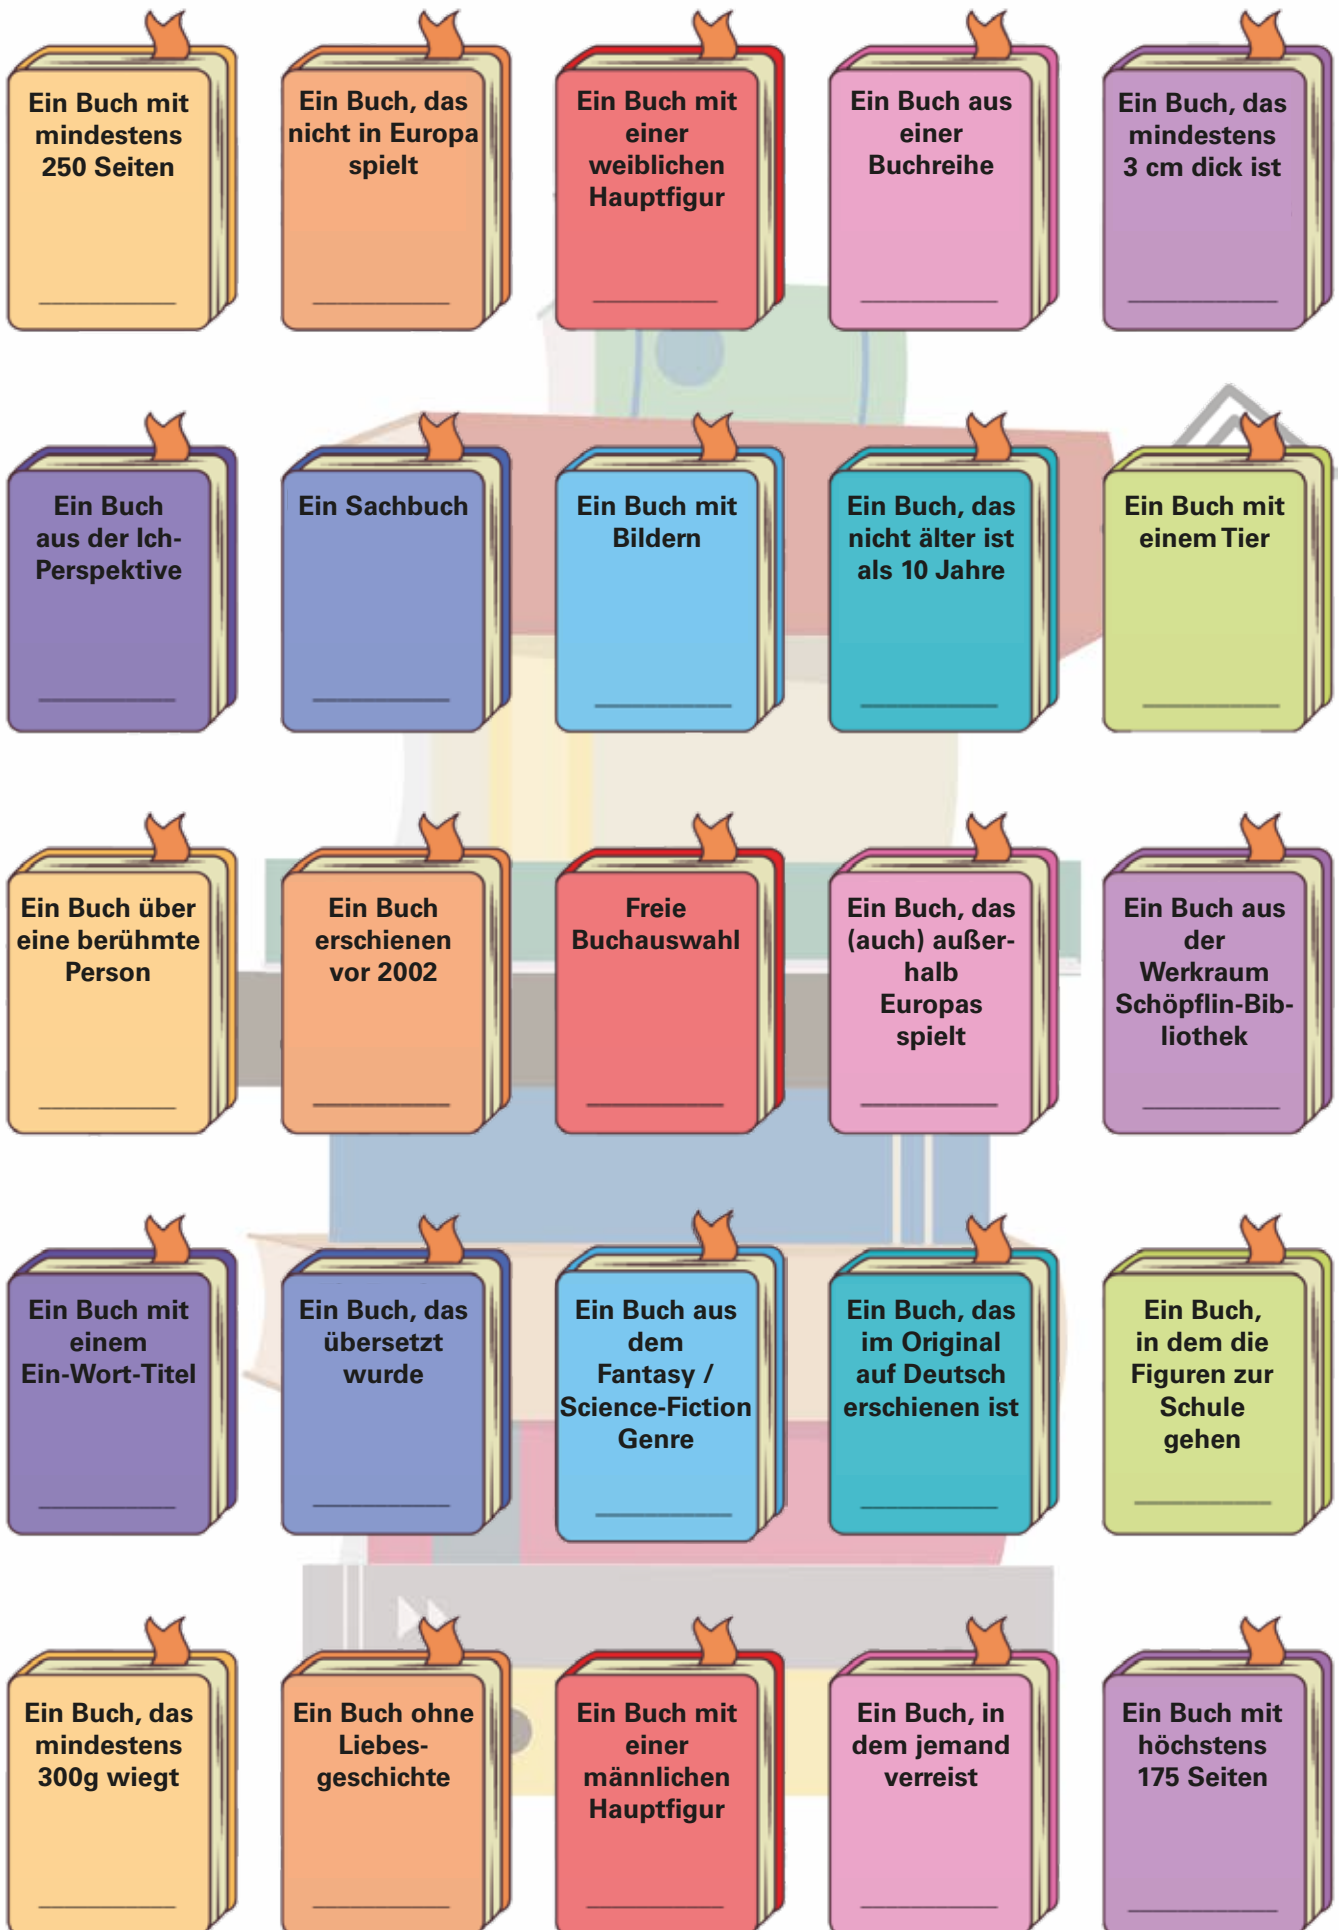 Ein Buch mit
mindestens
250 Seiten
Ein Buch, das
nicht in Europa
spielt
Ein Buch mit
einer
weiblichen
Hauptfigur
Ein Buch aus
einer
Buchreihe
Ein Buch, das
mindestens
3 cm dick ist
Ein Buch
aus der Ich-
Perspektive
Ein Sachbuch
Ein Buch mit
Bildern
Ein Buch, das
nicht älter ist
als 10 Jahre
Ein Buch mit
einem Tier
Ein Buch über
eine berühmte
Person
Ein Buch
erschienen
vor 2002
Freie
Buchauswahl
Ein Buch, das
(auch) außer-
halb
Europas
spielt
Ein Buch aus
der
Werkraum
Schöpflin-Bib-
liothek
Ein Buch mit
einem
Ein-Wort-Titel
Ein Buch, das
übersetzt
wurde
Ein Buch aus
dem
Fantasy /
Science-Fiction
Genre
Ein Buch, das
im Original
auf Deutsch
erschienen ist
Ein Buch,
in dem die
Figuren zur
Schule
gehen
Ein Buch, das
mindestens
300g wiegt
Ein Buch ohne
Liebes-
geschichte
Ein Buch mit
einer
männlichen
Hauptfigur
Ein Buch, in
dem jemand
verreist
Ein Buch mit
höchstens
175 Seiten